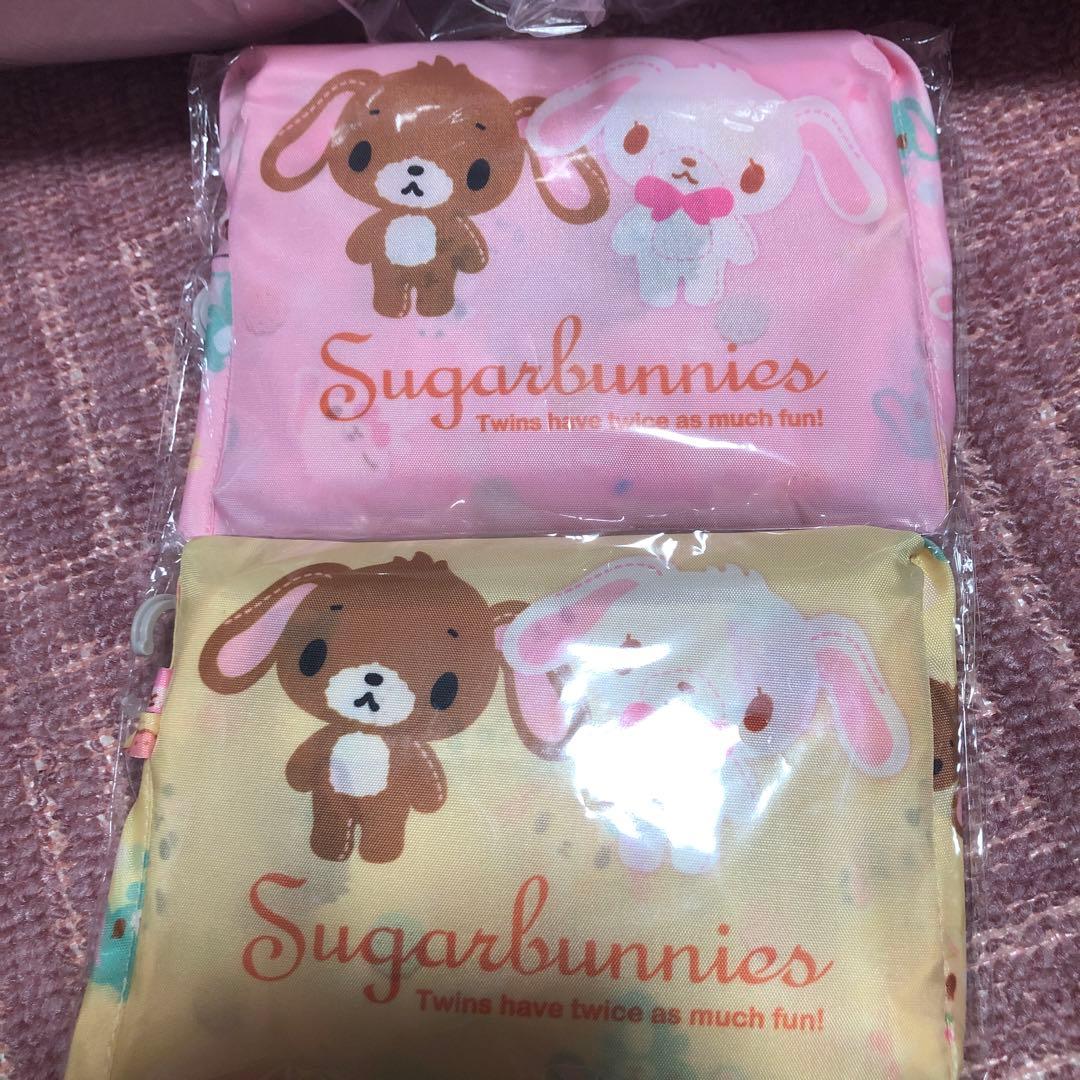 Sugarbunnies
Twins have twice as much fun!
Sugarbunnies
Twins have twice as much fun!